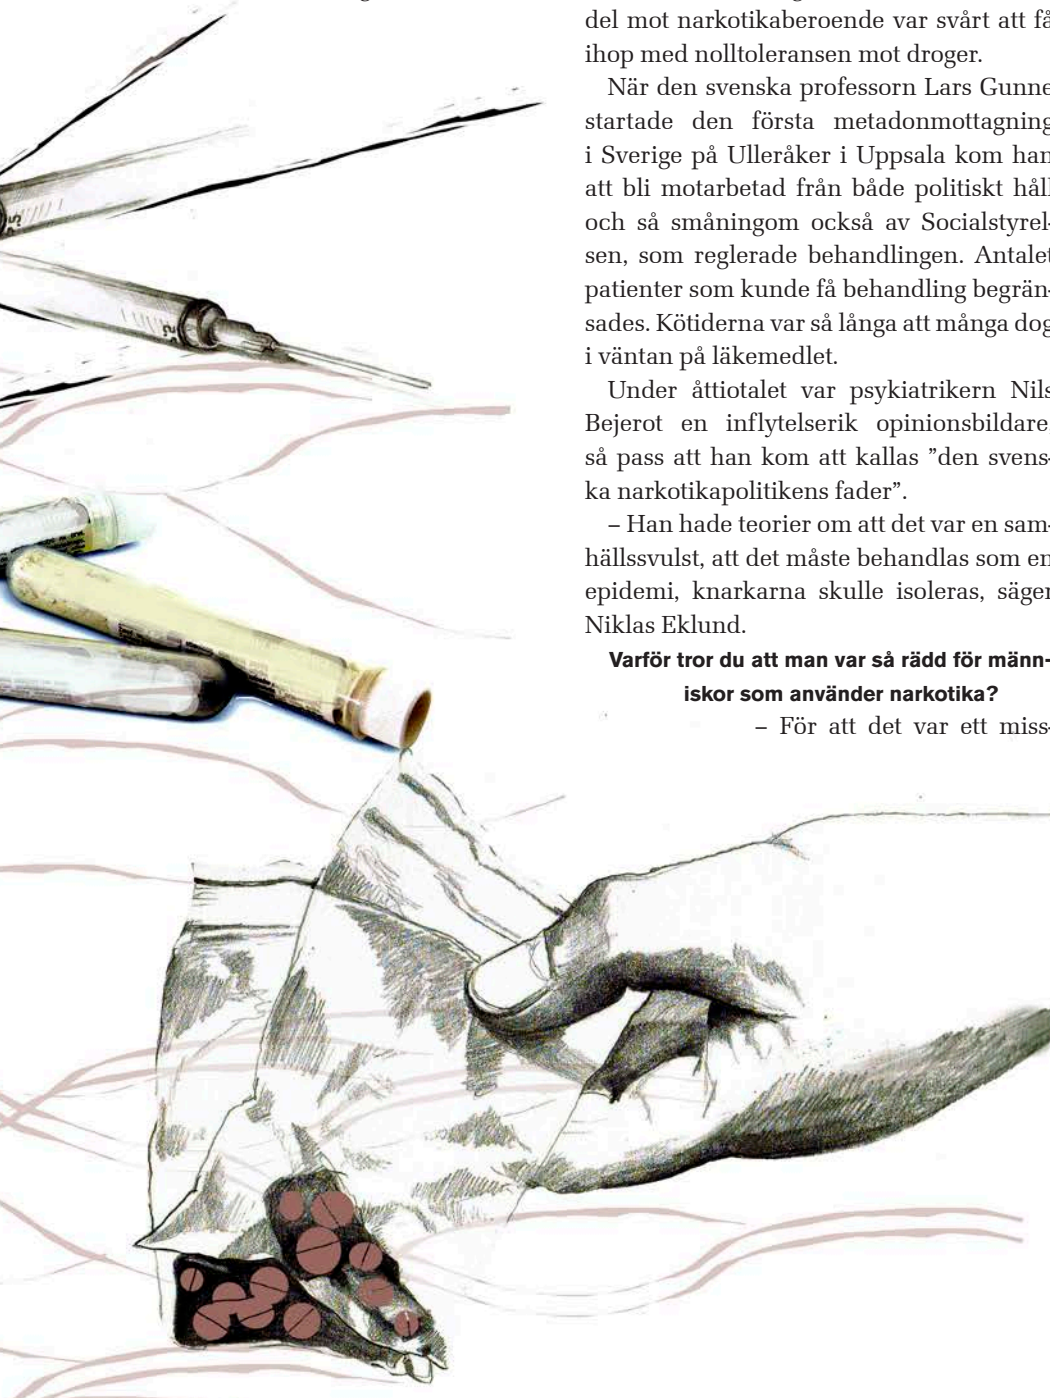 del mot narkotikaberoende var svårt att få
ihop med nolltoleransen mot droger.
När den svenska professorn Lars Gunne
startade den första metadonmottagning
i Sverige på Ulleråker i Uppsala kom han
att bli motarbetad från både politiskt håll
och så småningom också av Socialstyrel-
sen, som reglerade behandlingen. Antalet
patienter som kunde få behandling begrän-
sades. Kötiderna var så långa att många dog
i väntan på läkemedlet.
Under åttiotalet var psykiatrikern Nils
Bejerot en inflytelserik opinionsbildare,
så pass att han kom att kallas ”den svens-
ka narkotikapolitikens fader”.
– Han hade teorier om att det var en sam-
hällssvulst, att det måste behandlas som en
epidemi, knarkarna skulle isoleras, säger
Niklas Eklund.
Varför tror du att man var så rädd för männ-
iskor som använder narkotika?
– För att det var ett miss-